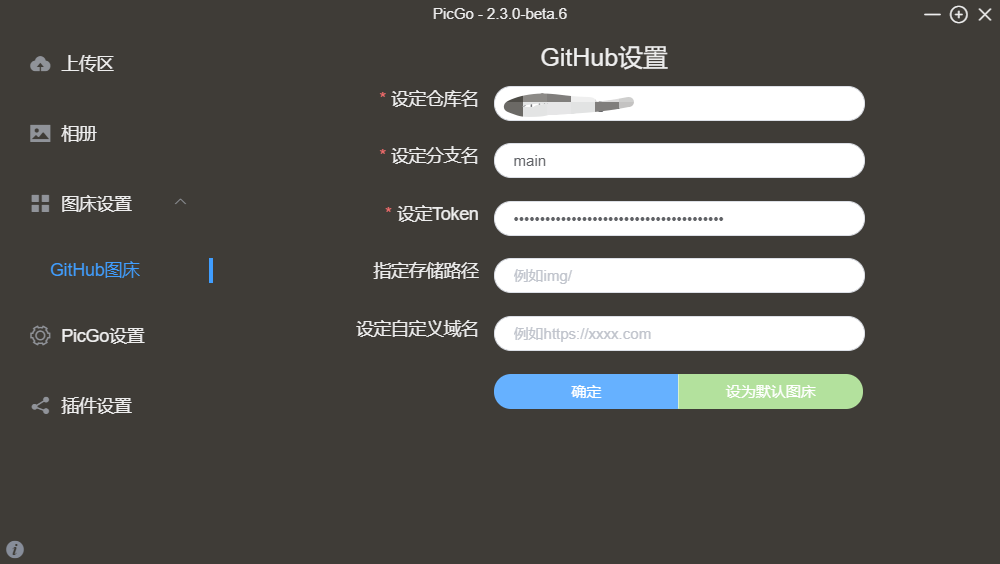 PicGo - 2.3.0-beta.6
上传区
相册
图床设置
GitHub图床
PicGo设置
插件设置
GitHub设置
* 设定仓库名
* 设定分支名
main
* 设定Token
••••••••••••••••••••••••••••••••••••••••
指定存储路径
例如img/
设定自定义域名
例如https://xxxx.com
确定
设为默认图床